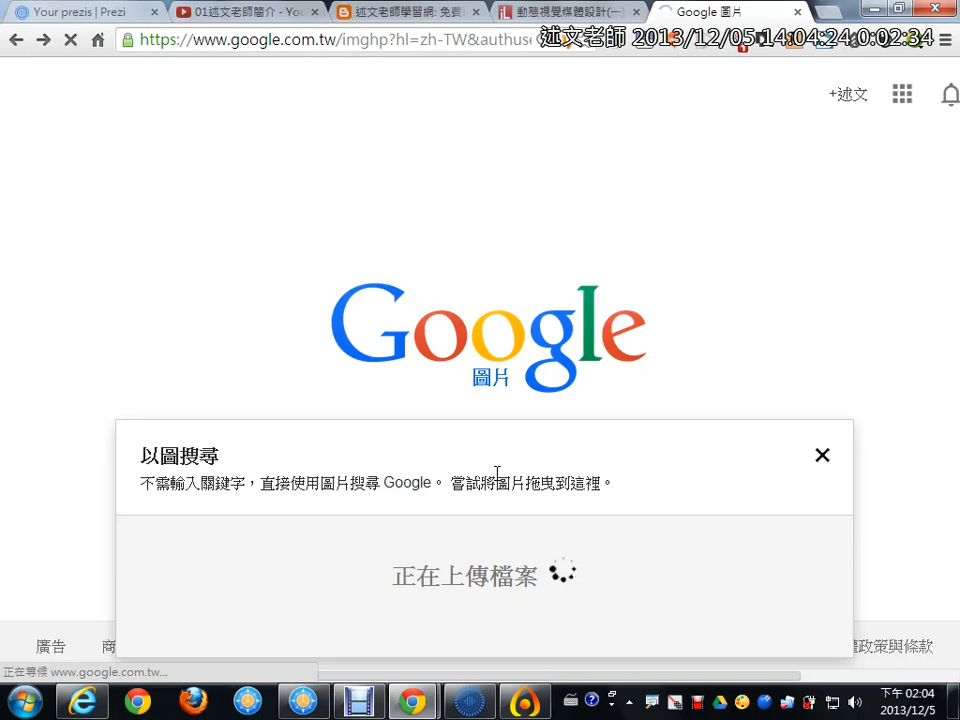 Your prezis | Prezi
01述文老師簡介 - You
述文老師學習網: 免費
動態視覺媒體設計(一)
Google 圖片
https://www.google.com.tw/imghp?hl=zh-TW&authuse
述文老師 2013/12/05 14:04:24 0:02:34
+述文
Google
圖片
以圖搜尋
不需輸入關鍵字，直接使用圖片搜尋 Google。 嘗試將圖片拖曳到這裡。
正在上傳檔案
廣告
商
權政策與條款
正在等候 www.google.com.tw...
下午 02:04
2013/12/5